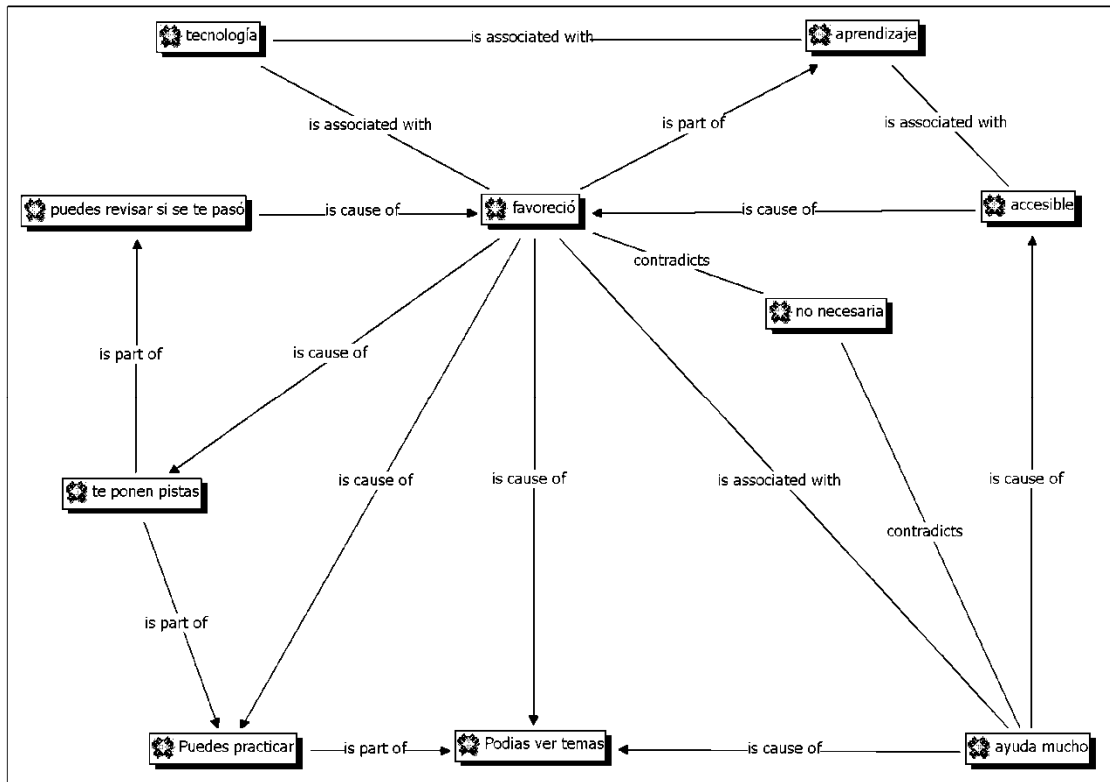 tecnología
is associated with
aprendizaje
is associated with
is part of
is associated with
puedes revisar si se te pasó
is cause of
favoreció
is cause of
accesible
contradicts
no necesaria
is part of
is cause of
te ponen pistas
is cause of
is cause of
is associated with
is cause of
contradicts
is part of
Puedes practicar
is part of
Podias ver temas
is cause of
ayuda mucho